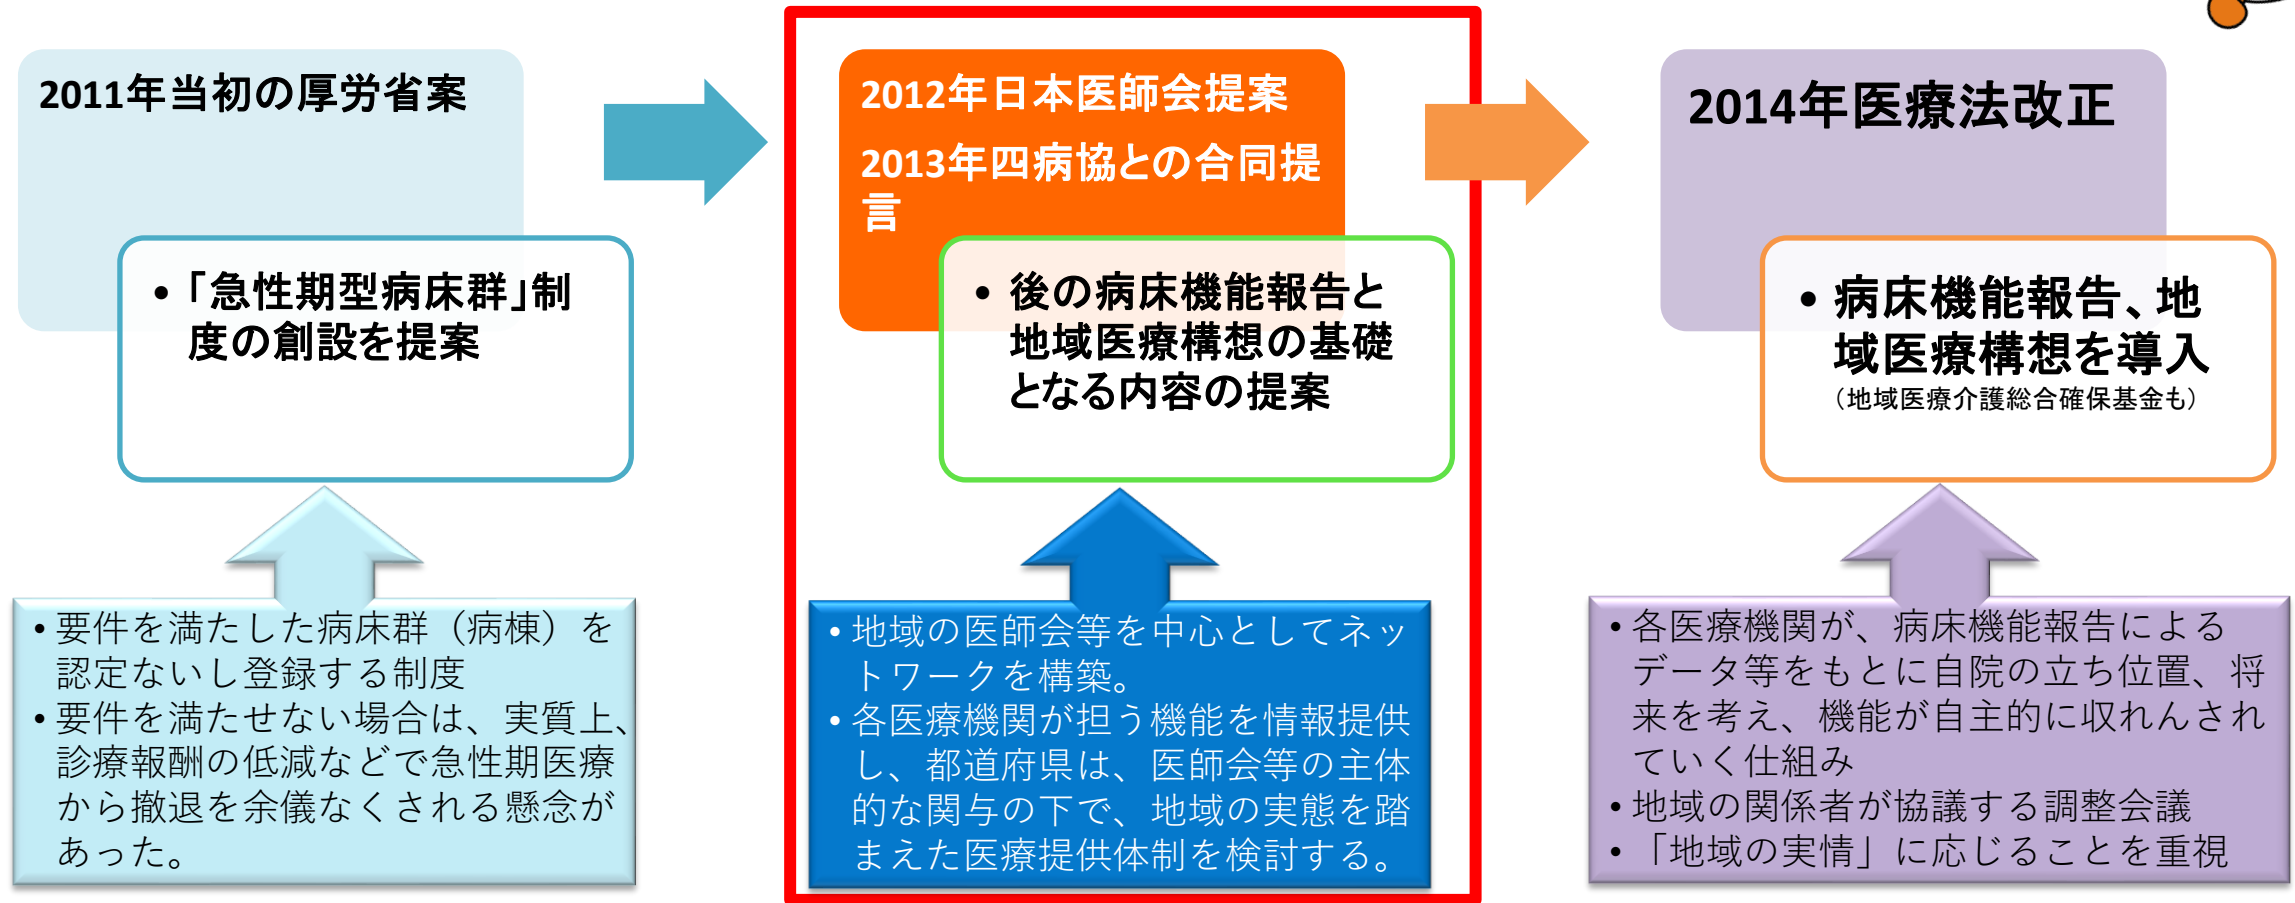 2011年当初の厚労省案
•「急性期型病床群」制
度の創設を提案
• 要件を満たした病床群（病棟）を
認定ないし登録する制度
• 要件を満たせない場合は、実質上、
診療報酬の低減などで急性期医療
から撤退を余儀なくされる懸念が
あった。
2012年日本医師会提案
2013年四病協との合同提
言
• 後の病床機能報告と
地域医療構想の基礎
となる内容の提案
• 地域の医師会等を中心としてネッ
トワークを構築。
• 各医療機関が担う機能を情報提供
し、都道府県は、医師会等の主体
的な関与の下で、地域の実態を踏
まえた医療提供体制を検討する。
2014年医療法改正
• 病床機能報告、地
域医療構想を導入
（地域医療介護総合確保基金も）
• 各医療機関が、病床機能報告による
データ等をもとに自院の立ち位置、将
来を考え、機能が自主的に収れんされ
ていく仕組み
• 地域の関係者が協議する調整会議
• 「地域の実情」に応じることを重視